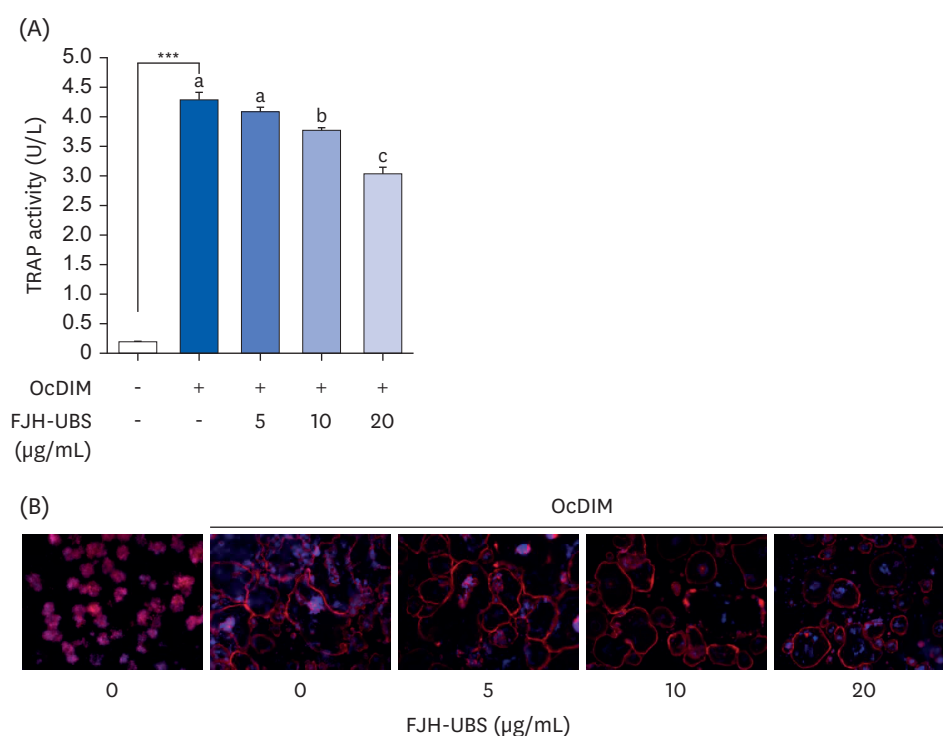 (A)
TRAP activity (U/L)
5.0
4.5
4.0
3.5
3.0
2.5
2.0
1.5
1.0
0.5
0
***
a
a
b
c
OcDIM - + + + +
FJH-UBS - - 5 10 20
(µg/mL)
(B)
OcDIM
0 0 5 10 20
FJH-UBS (µg/mL)